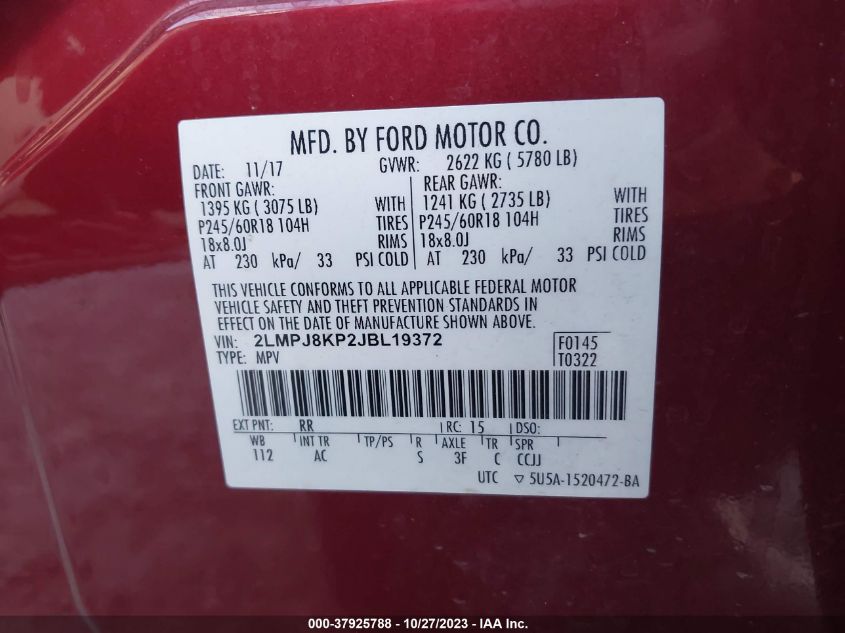 MFD. BY FORD MOTOR CO.
DATE: 11/17 GVWR: 2622 KG ( 5780 LB)
FRONT GAWR: REAR GAWR:
1395 KG ( 3075 LB) WITH 1241 KG ( 2735 LB) WITH
P245/60R18 104H TIRES P245/60R18 104H TIRES
18x8.0J RIMS 18x8.0J RIMS
AT 230 kPa/ 33 PSI COLD AT 230 kPa/ 33 PSI COLD
THIS VEHICLE CONFORMS TO ALL APPLICABLE FEDERAL MOTOR
VEHICLE SAFETY AND THEFT PREVENTION STANDARDS IN
EFFECT ON THE DATE OF MANUFACTURE SHOWN ABOVE.
VIN: 2LMPJ8KP2JBL19372 F0145
TYPE: MPV T0322
EXT PNT: RR RC: 15 DSO:
WB INT TR TP/PS R AXLE TR SPR
112 AC S 3F C CCJJ
UTC ▽ 5U5A-1520472-BA
000-37925788 - 10/27/2023 - IAA Inc.